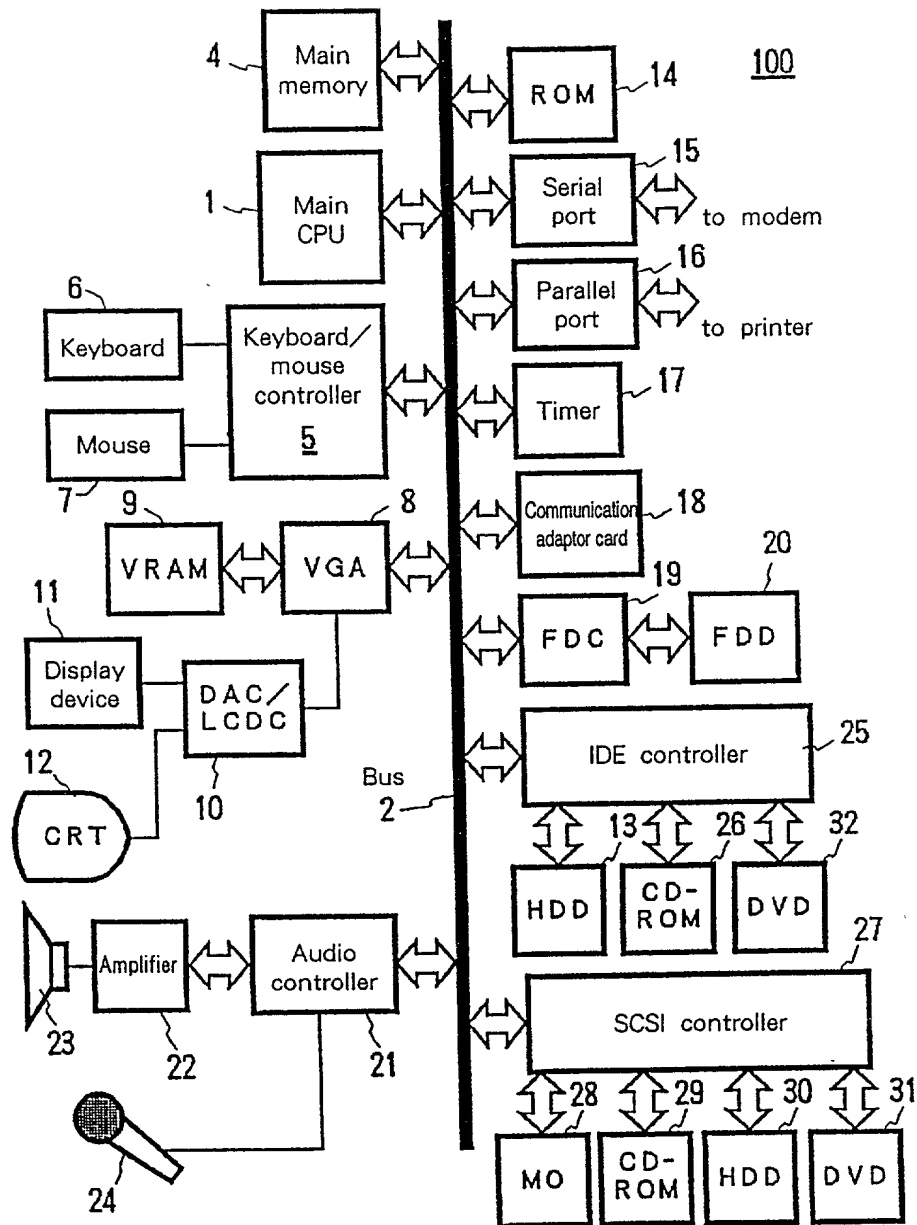 100
4
Main
memory
ROM
14
1
Main
CPU
15
Serial
port
to modem
6
Keyboard
Keyboard/
mouse
controller
5
16
Parallel
port
to printer
Mouse
7
17
Timer
9
VRAM
8
VGA
Communication
adaptor card
18
19
FDC
20
FDD
11
Display
device
DAC/
LCDC
10
12
CRT
Bus
2
IDE controller
25
13
HDD
26
CD-
ROM
32
DVD
23
Amplifier
22
Audio
controller
21
27
SCSI controller
24
28
MO
29
CD-
ROM
30
HDD
31
DVD